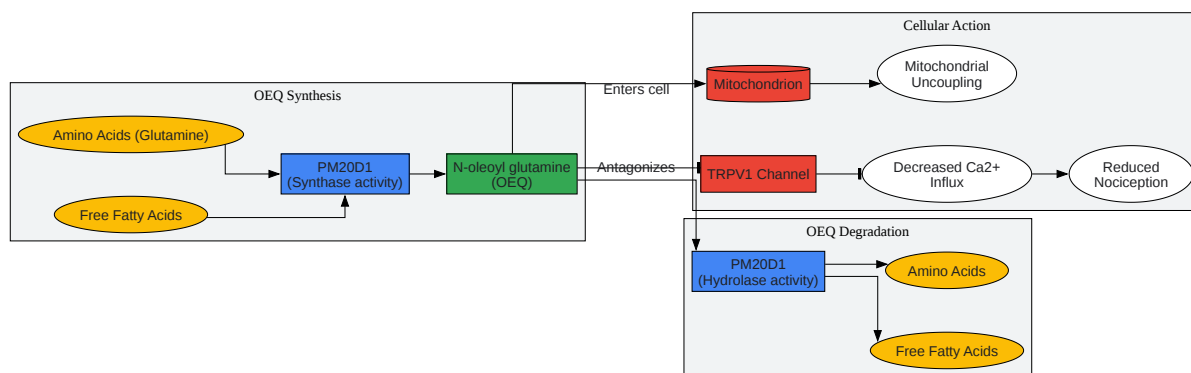 Cellular Action
Mitochondrial
Uncoupling
Mitochondrion
Enters cell
OEQ Synthesis
Amino Acids (Glutamine)
PM20D1
(Synthase activity)
N-oleoyl glutamine
(OEQ)
Antagonizes
TRPV1 Channel
Decreased Ca2+
Influx
Reduced
Nociception
Free Fatty Acids
OEQ Degradation
PM20D1
(Hydrolase activity)
Amino Acids
Free Fatty Acids